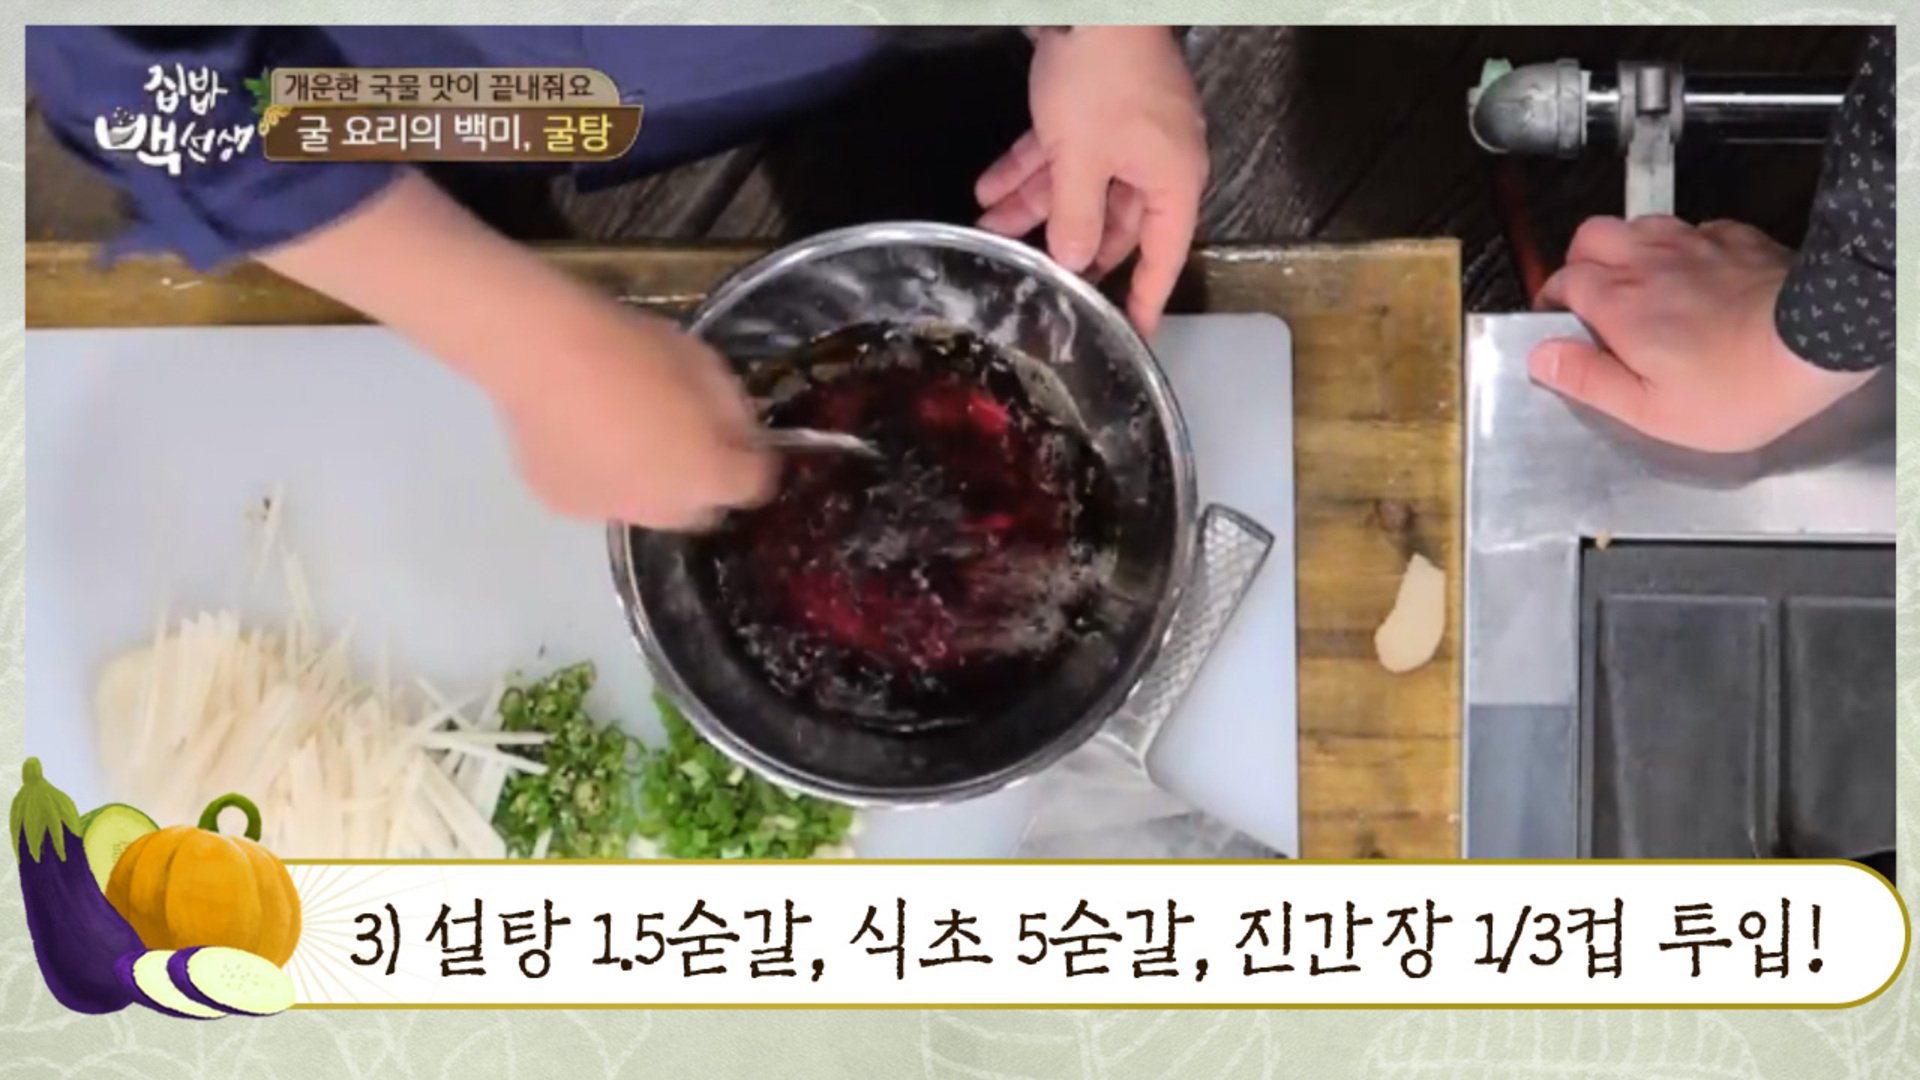 집밥
백선생
개운한 국물 맛이 끝내줘요
굴 요리의 백미, 굴탕
3) 설탕 1.5숟갈, 식초 5숟갈, 진간장 1/3컵 투입!